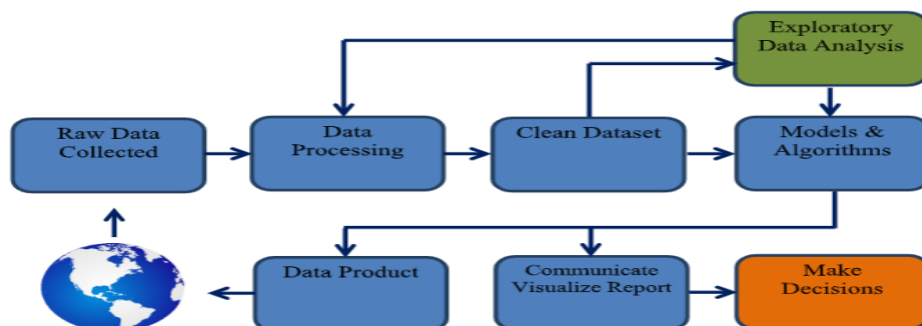 Exploratory
Data Analysis
Raw Data
Collected
Data
Processing
Clean Dataset
Models &
Algorithms
Data Product
Communicate
Visualize Report
Make
Decisions